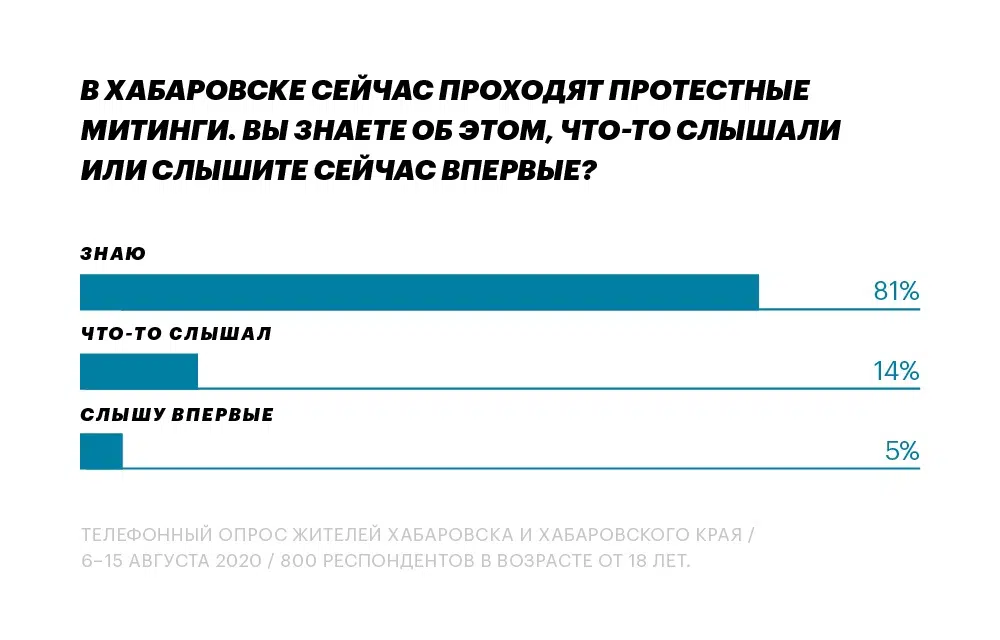 В ХАБАРОВСКЕ СЕЙЧАС ПРОХОДЯТ ПРОТЕСТНЫЕ
МИТИНГИ. ВЫ ЗНАЕТЕ ОБ ЭТОМ, ЧТО-ТО СЛЫШАЛИ
ИЛИ СЛЫШИТЕ СЕЙЧАС ВПЕРВЫЕ?
ЗНАЮ
81%
ЧТО-ТО СЛЫШАЛ
14%
СЛЫШУ ВПЕРВЫЕ
5%
ТЕЛЕФОННЫЙ ОПРОС ЖИТЕЛЕЙ ХАБАРОВСКА И ХАБАРОВСКОГО КРАЯ /
6–15 АВГУСТА 2020 / 800 РЕСПОНДЕНТОВ В ВОЗРАСТЕ ОТ 18 ЛЕТ.